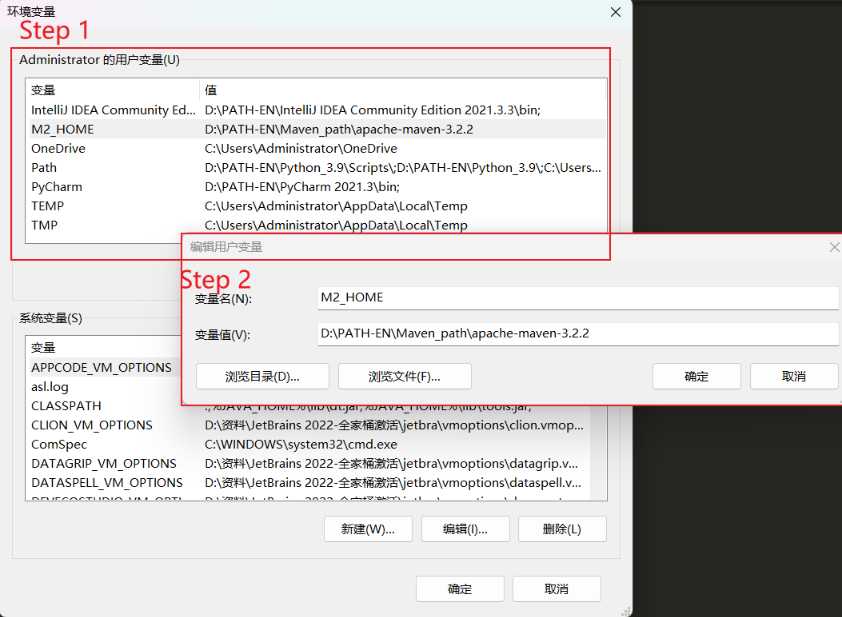 环境变量
Step 1
Administrator 的用户变量(U)
变量 值
IntelliJ IDEA Community Ed... D:\PATH-EN\IntelliJ IDEA Community Edition 2021.3.3\bin;
M2_HOME D:\PATH-EN\Maven_path\apache-maven-3.2.2
OneDrive C:\Users\Administrator\OneDrive
Path D:\PATH-EN\Python_3.9\Scripts\;D:\PATH-EN\Python_3.9\;C:\Users...
PyCharm D:\PATH-EN\PyCharm 2021.3\bin;
TEMP C:\Users\Administrator\AppData\Local\Temp
TMP C:\Users\Administrator\AppData\Local\Temp
编辑用户变量
Step 2
变量名(N): M2_HOME
变量值(V): D:\PATH-EN\Maven_path\apache-maven-3.2.2
浏览目录(D)... 浏览文件(F)... 确定 取消
系统变量(S)
变量
APPCODE_VM_OPTIONS
asl.log
CLASSPATH .;%JAVA_HOME%\lib\dt.jar;%JAVA_HOME%\lib\tools.jar;
CLION_VM_OPTIONS D:\资料\JetBrains 2022-全家桶激活\jetbra\vmoptions\clion.vmop...
ComSpec C:\WINDOWS\system32\cmd.exe
DATAGRIP_VM_OPTIONS D:\资料\JetBrains 2022-全家桶激活\jetbra\vmoptions\datagrip.v...
DATASPELL_VM_OPTIONS D:\资料\JetBrains 2022-全家桶激活\jetbra\vmoptions\dataspell.v...
新建(W)... 编辑(I)... 删除(L)
确定 取消